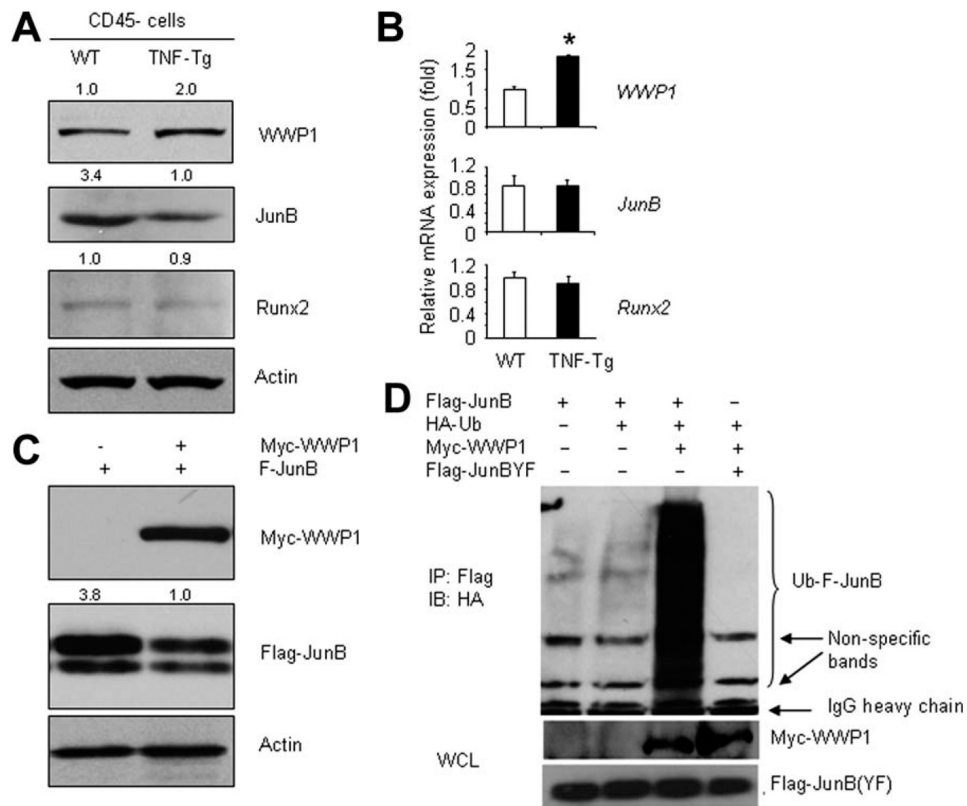 A
CD45- cells
WT TNF-Tg
1.0 2.0
WWP1
3.4 1.0
JunB
1.0 0.9
Runx2
Actin
B
Relative mRNA expression (fold)
2
1.5
1
0.5
0
*
WWP1
1.2
0.8
0.4
0
JunB
1.2
0.8
0.4
0
Runx2
WT TNF-Tg
C
- + Myc-WWP1
+ + F-JunB
Myc-WWP1
3.8 1.0
Flag-JunB
Actin
D
Flag-JunB + + + –
HA-Ub – + + +
Myc-WWP1 – – + +
Flag-JunBYF – – – +
IP: Flag
IB: HA
Ub-F-JunB
Non-specific
bands
IgG heavy chain
WCL
Myc-WWP1
Flag-JunB(YF)